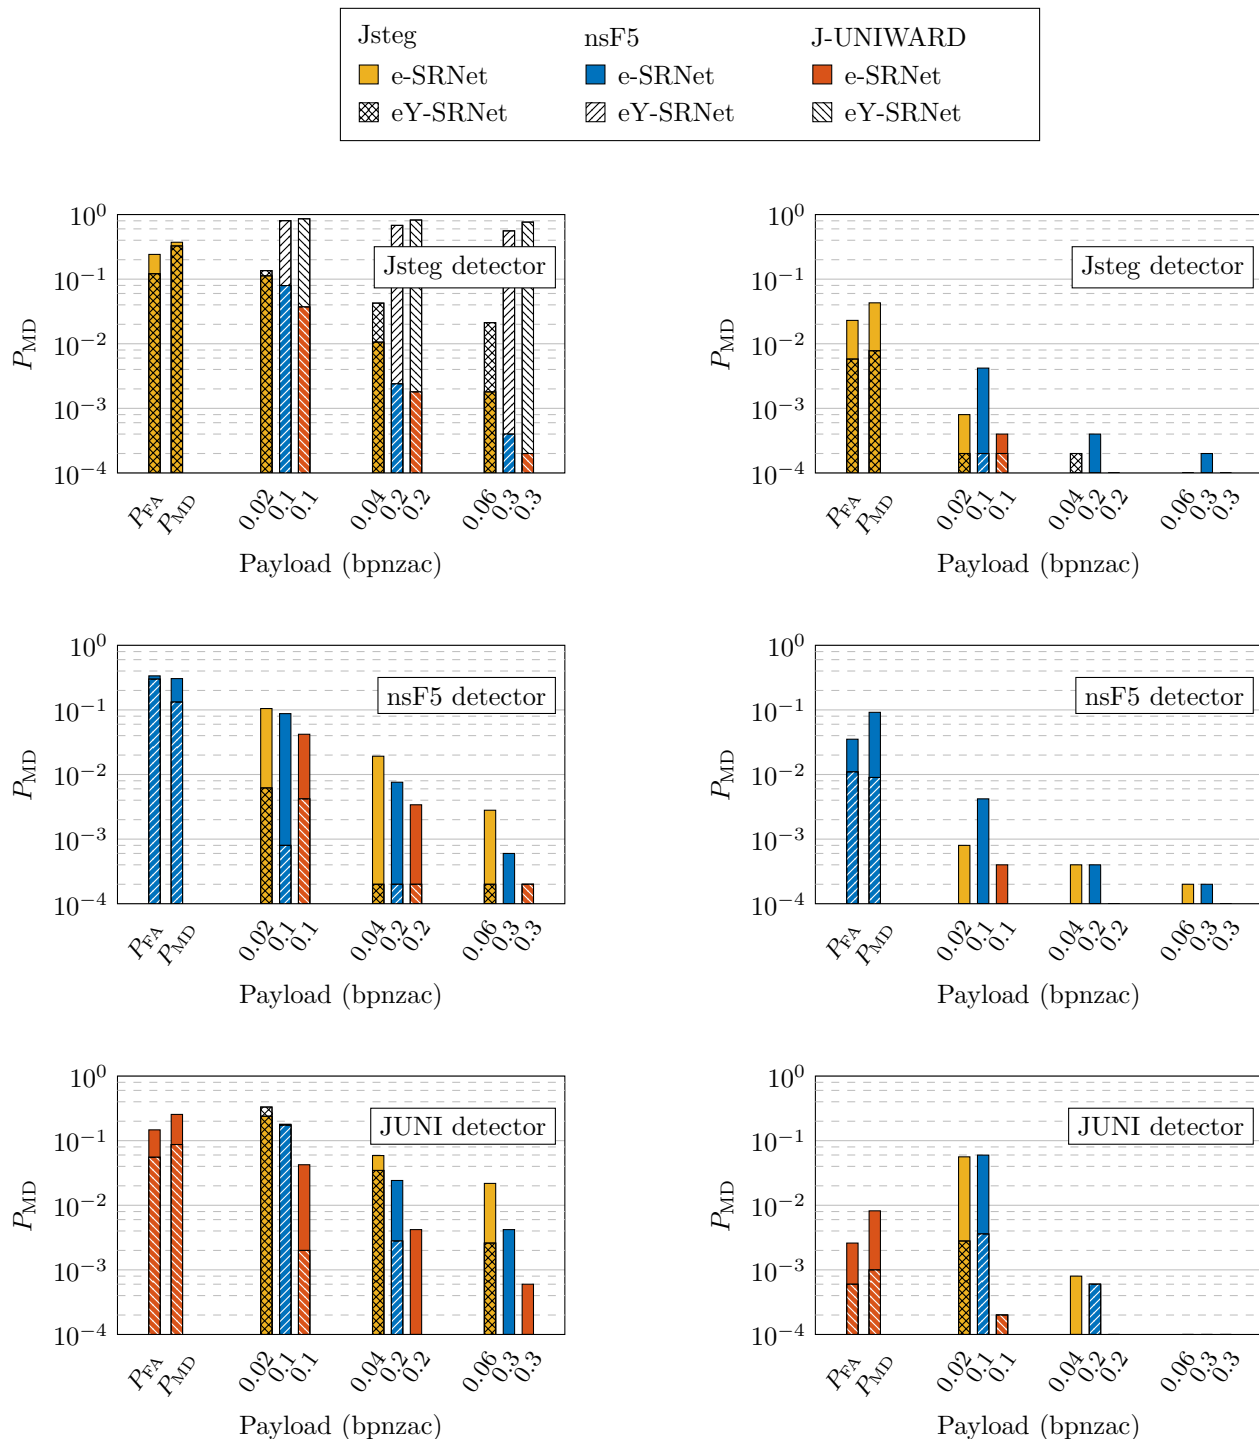 Jsteg nsF5 J-UNIWARD
e-SRNet e-SRNet e-SRNet
eY-SRNet eY-SRNet eY-SRNet
10^0
10^-1
10^-2
10^-3
10^-4
P_MD
Jsteg detector
P_FA P_MD 0.02 0.1 0.1 0.04 0.2 0.2 0.06 0.3 0.3
Payload (bpnzac)
10^0
10^-1
10^-2
10^-3
10^-4
P_MD
Jsteg detector
P_FA P_MD 0.02 0.1 0.1 0.04 0.2 0.2 0.06 0.3 0.3
Payload (bpnzac)
10^0
10^-1
10^-2
10^-3
10^-4
P_MD
nsF5 detector
P_FA P_MD 0.02 0.1 0.1 0.04 0.2 0.2 0.06 0.3 0.3
Payload (bpnzac)
10^0
10^-1
10^-2
10^-3
10^-4
P_MD
nsF5 detector
P_FA P_MD 0.02 0.1 0.1 0.04 0.2 0.2 0.06 0.3 0.3
Payload (bpnzac)
10^0
10^-1
10^-2
10^-3
10^-4
P_MD
JUNI detector
P_FA P_MD 0.02 0.1 0.1 0.04 0.2 0.2 0.06 0.3 0.3
Payload (bpnzac)
10^0
10^-1
10^-2
10^-3
10^-4
P_MD
JUNI detector
P_FA P_MD 0.02 0.1 0.1 0.04 0.2 0.2 0.06 0.3 0.3
Payload (bpnzac)